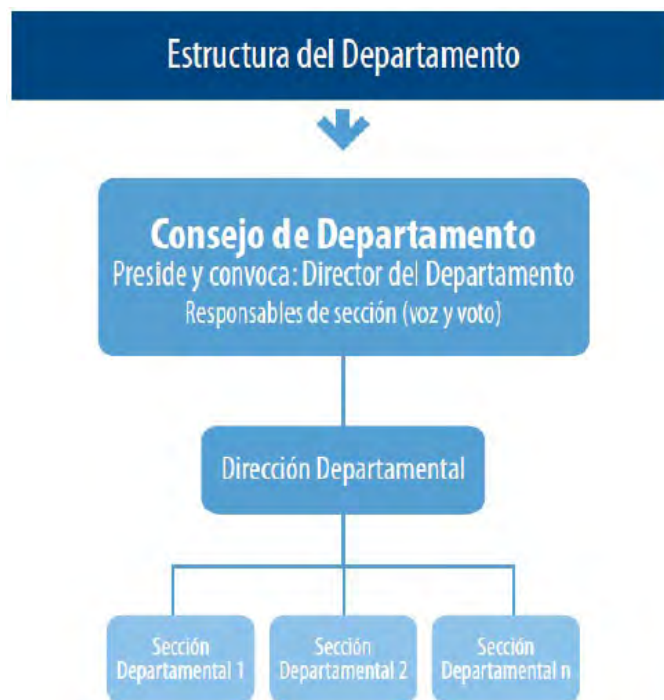 Estructura del Departamento
Consejo de Departamento
Preside y convoca: Director del Departamento
Responsables de sección (voz y voto)
Dirección Departamental
Sección
Departamental 1
Sección
Departamental 2
Sección
Departamental n